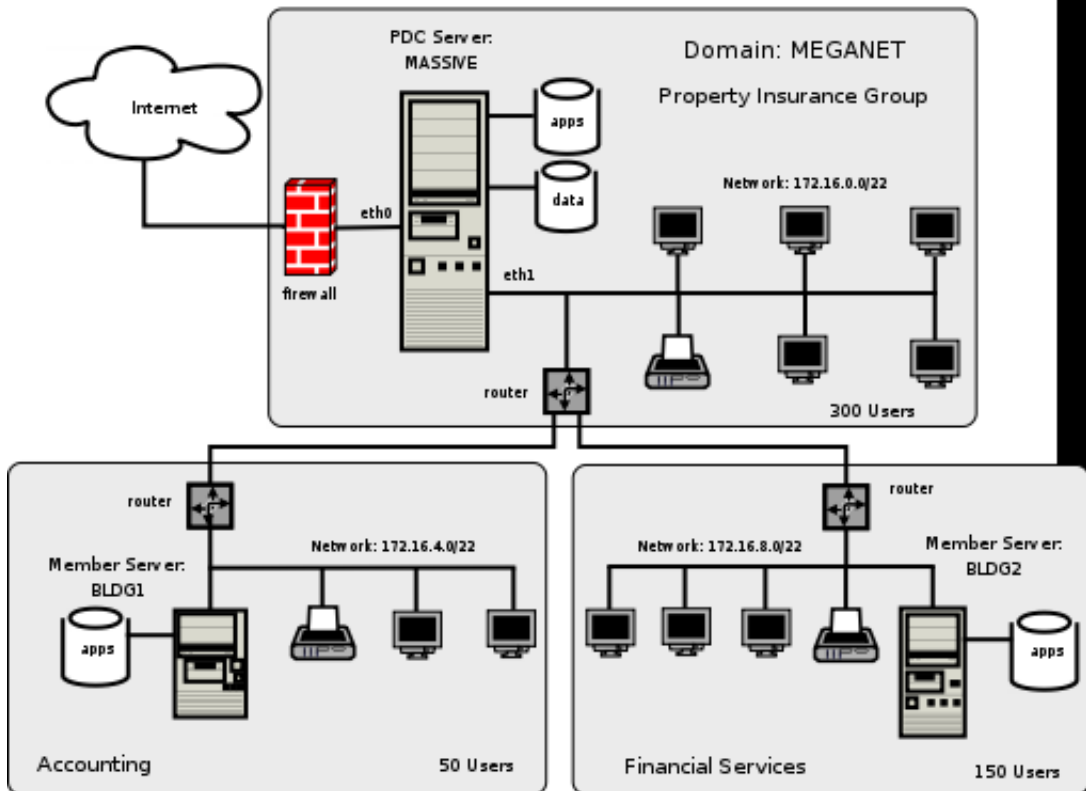 PDC Server:
MASSIVE
Domain: MEGANET
Property Insurance Group
Internet
apps
data
Network: 172.16.0.0/22
eth0
eth1
firewall
router
300 Users
router
Network: 172.16.4.0/22
Member Server:
BLDG1
apps
Accounting
50 Users
router
Network: 172.16.8.0/22
Member Server:
BLDG2
apps
Financial Services
150 Users